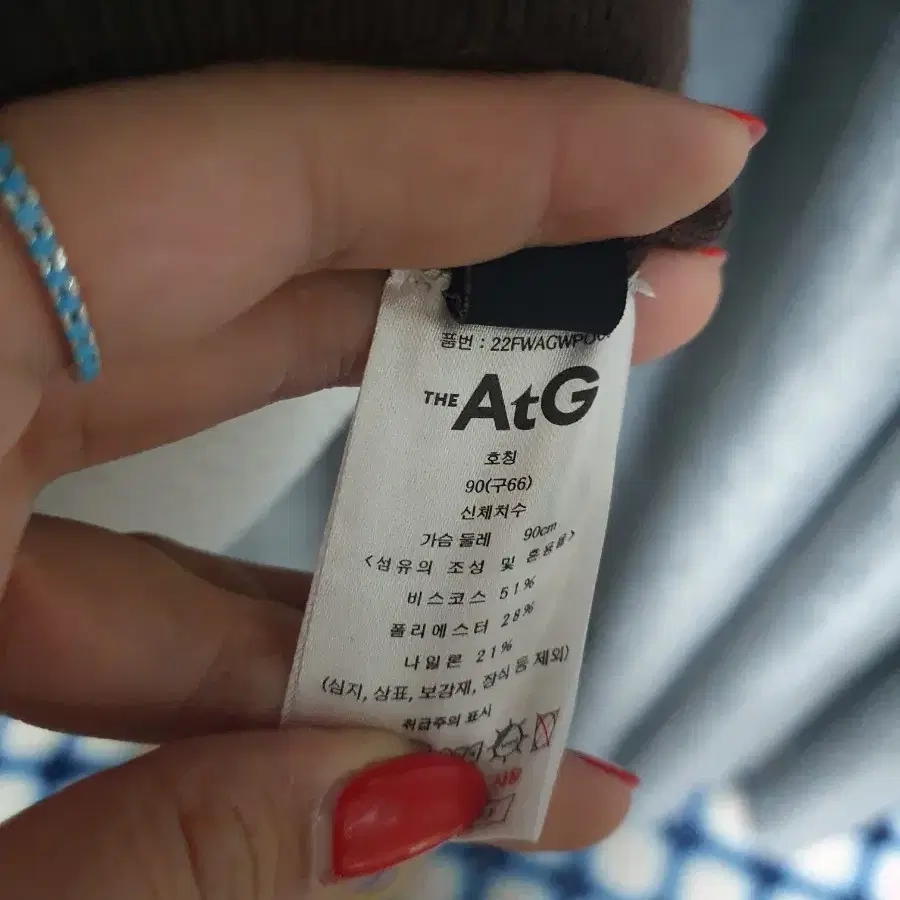 품번 : 22FWAGWPO
THE AtG
호칭
90(구66)
신체치수
가슴 둘레 90cm
<섬유의 조성 및 혼용률>
비스코스 51%
폴리에스터 28%
나일론 21%
(심지, 상표, 보강재, 장식 등 제외)
취급주의 표시